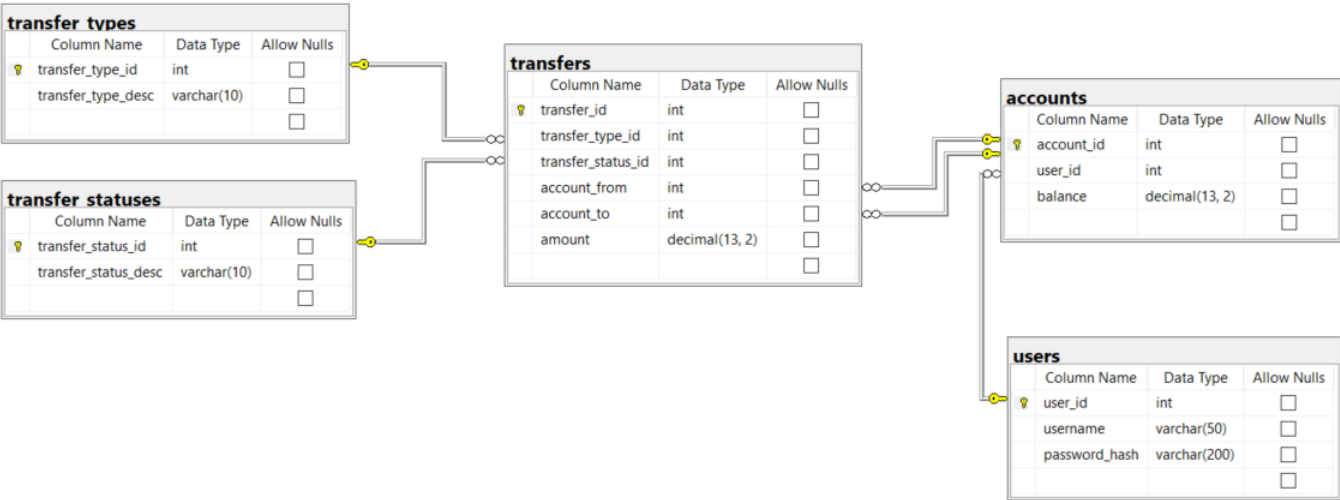 transfer_types
Column Name Data Type Allow Nulls
transfer_type_id int
transfer_type_desc varchar(10)
transfer_statuses
Column Name Data Type Allow Nulls
transfer_status_id int
transfer_status_desc varchar(10)
transfers
Column Name Data Type Allow Nulls
transfer_id int
transfer_type_id int
transfer_status_id int
account_from int
account_to int
amount decimal(13, 2)
accounts
Column Name Data Type Allow Nulls
account_id int
user_id int
balance decimal(13, 2)
users
Column Name Data Type Allow Nulls
user_id int
username varchar(50)
password_hash varchar(200)